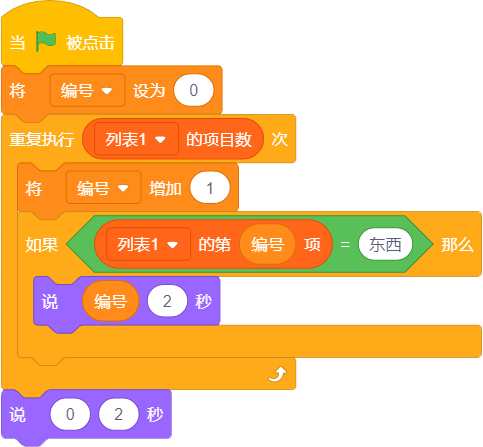 当 被点击
将 编号 设为 0
重复执行 列表1 的项目数 次
将 编号 增加 1
如果 列表1 的第 编号 项 = 东西 那么
说 编号 2 秒
说 0 2 秒